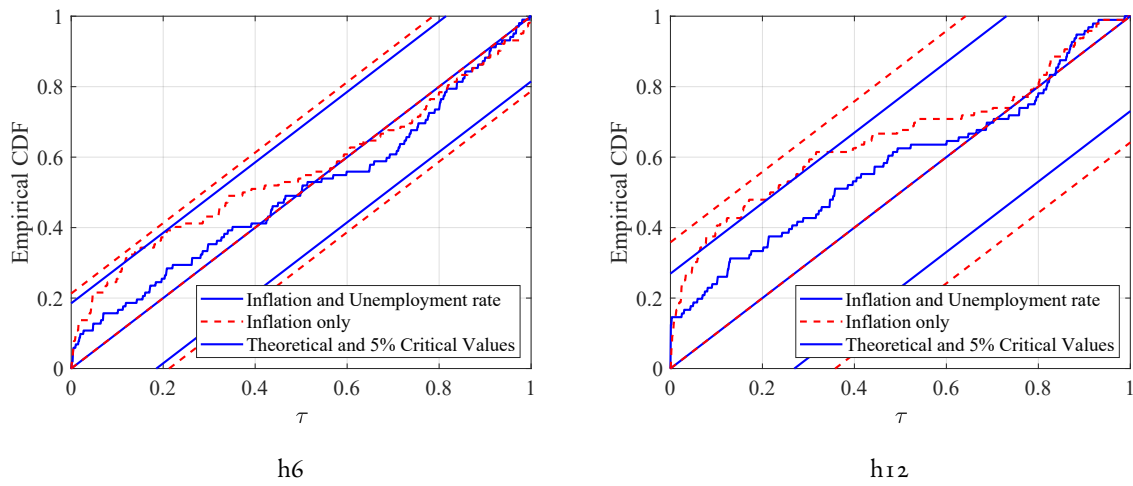 Empirical CDF
1
0.8
0.6
0.4
0.2
0
Inflation and Unemployment rate
Inflation only
Theoretical and 5% Critical Values
0 0.2 0.4 0.6 0.8 1
τ
h6
Empirical CDF
1
0.8
0.6
0.4
0.2
0
Inflation and Unemployment rate
Inflation only
Theoretical and 5% Critical Values
0 0.2 0.4 0.6 0.8 1
τ
h12